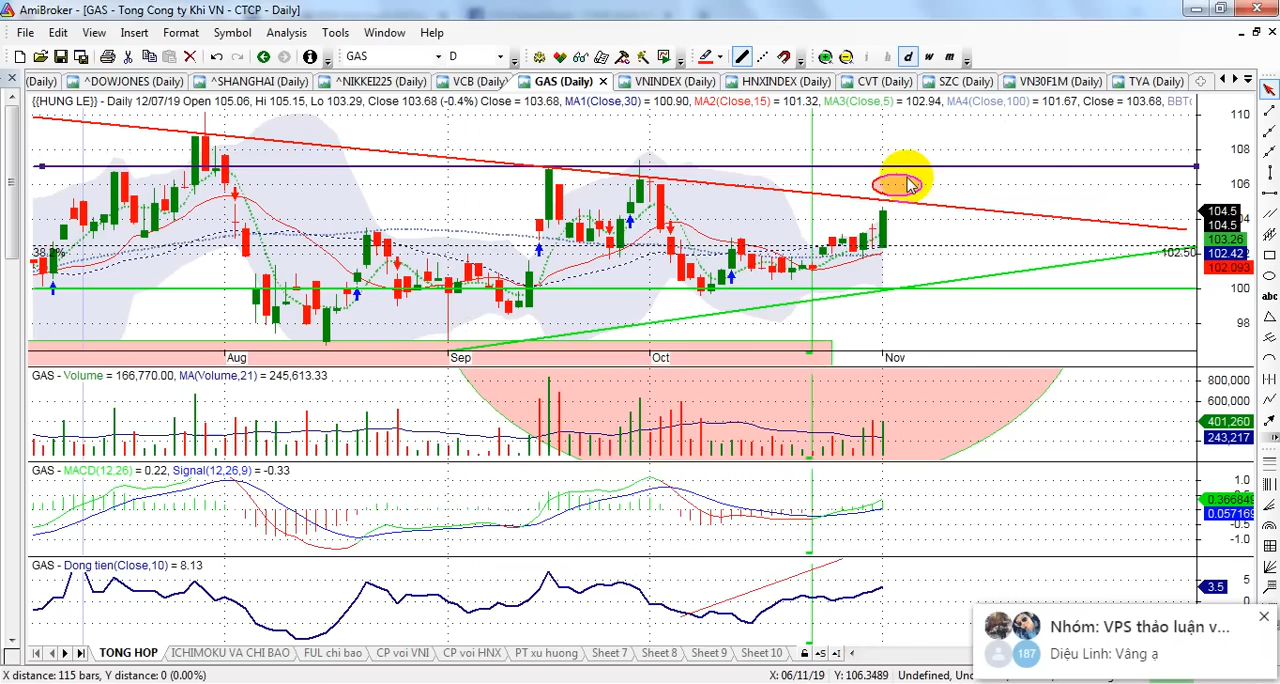 AmiBroker - [GAS - Tong Cong ty Khi VN - CTCP - Daily]
File Edit View Insert Format Symbol Analysis Tools Window Help
GAS D i d w m
(Daily) ^DOWJONES (Daily) ^SHANGHAI (Daily) ^NIKKEI225 (Daily) VCB (Daily) GAS (Daily) VNINDEX (Daily) HNXINDEX (Daily) CVT (Daily) SZC (Daily) VN30F1M (Daily) TVA (Daily)
{{HUNG LE}} - Daily 12/07/19 Open 105.06, Hi 105.15, Lo 103.29, Close 103.68 (-0.4%) Close = 103.68, MA1(Close,30) = 100.90, MA2(Close,15) = 101.32, MA3(Close,5) = 102.94, MA4(Close,100) = 101.67, Close = 103.68, BBTo
110
108
106
104.5
104.5
103.26
38.2%
102.50
102.42
102.093
100
98
Aug Sep Oct Nov
GAS - Volume = 166,770.00, MA(Volume,21) = 245,613.33
800,000
600,000
401,260
243,217
GAS - MACD(12,26) = 0.22, Signal(12,26,9) = -0.33
1.0
0.366849
0.057169
-0.5
-1.0
GAS - Dong tien(Close,10) = 8.13
5
3.5
0
Nhóm: VPS thảo luận v...
187 Diệu Linh: Vâng ạ
TONG HOP ICHIMOKU VA CHI BAO FUL chi bao CP voi VNI CP voi HNX PT xu huong Sheet 7 Sheet 8 Sheet 9 Sheet 10
X distance: 115 bars, Y distance: 0 (0.00%) X: 06/11/19 Y: 106.3489 Undefined,
abc